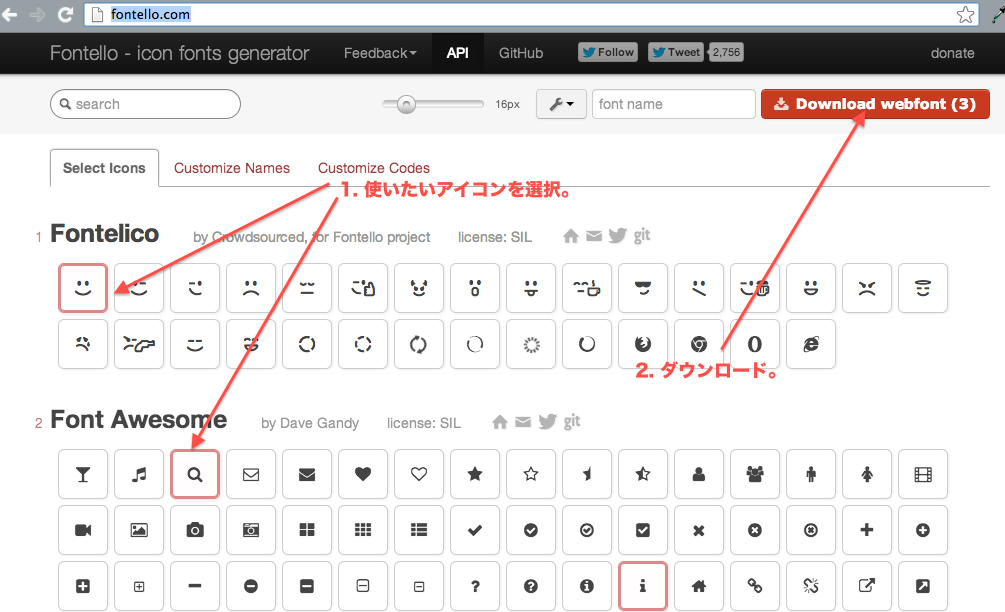 fontello.com
Fontello - icon fonts generator Feedback API GitHub Follow Tweet 2,756 donate
search 16px font name Download webfont (3)
Select Icons Customize Names Customize Codes
1. 使いたいアイコンを選択。
1 Fontelico by Crowdsourced, for Fontello project license: SIL git
2. ダウンロード。
2 Font Awesome by Dave Gandy license: SIL git